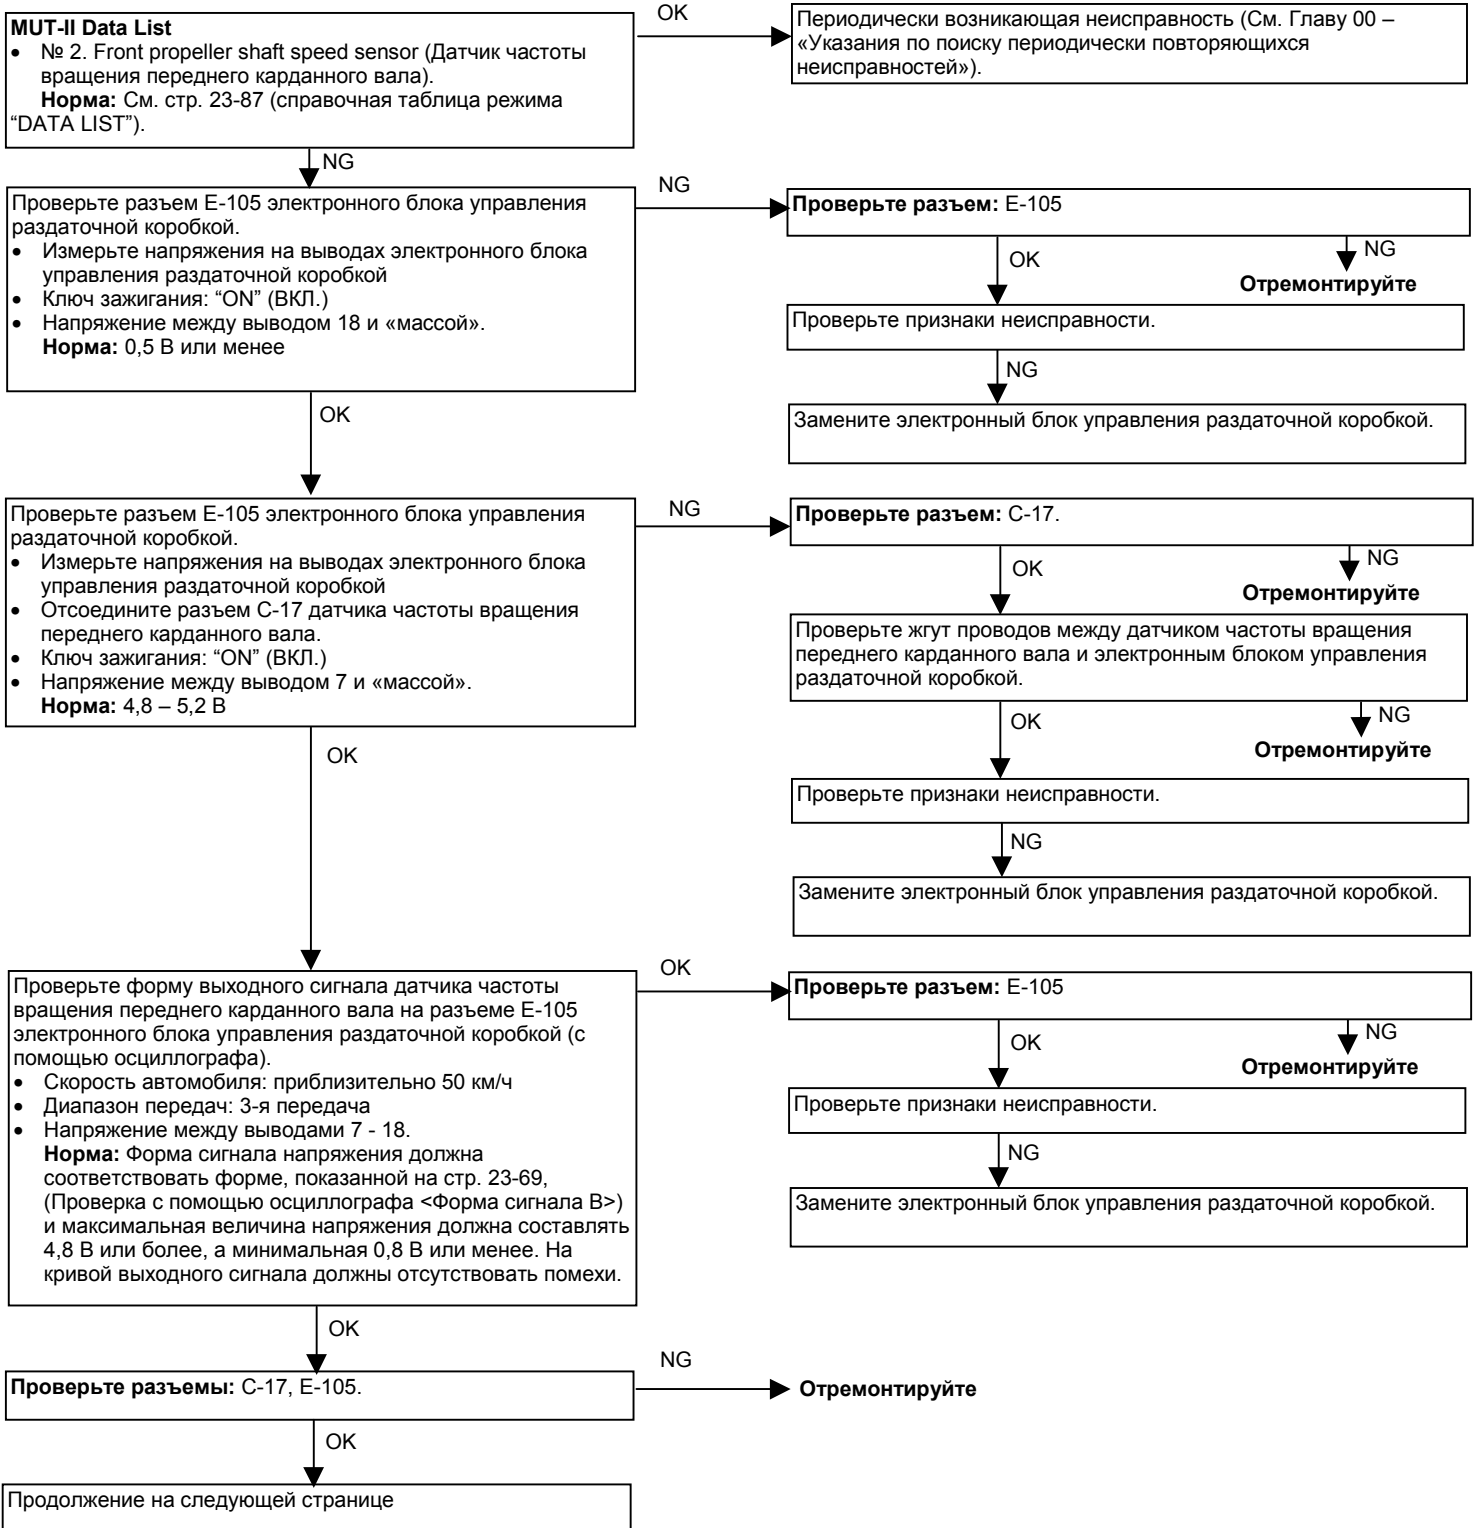 MUT-II Data List
• № 2. Front propeller shaft speed sensor (Датчик частоты
вращения переднего карданного вала).
Норма: См. стр. 23-87 (справочная таблица режима
“DATA LIST”).
OK
Периодически возникающая неисправность (См. Главу 00 –
«Указания по поиску периодически повторяющихся
неисправностей»).
NG
Проверьте разъем Е-105 электронного блока управления
раздаточной коробкой.
• Измерьте напряжения на выводах электронного блока
управления раздаточной коробкой
• Ключ зажигания: “ON” (ВКЛ.)
• Напряжение между выводом 18 и «массой».
Норма: 0,5 В или менее
NG
Проверьте разъем: Е-105
OK
NG
Отремонтируйте
Проверьте признаки неисправности.
NG
Замените электронный блок управления раздаточной коробкой.
OK
Проверьте разъем Е-105 электронного блока управления
раздаточной коробкой.
• Измерьте напряжения на выводах электронного блока
управления раздаточной коробкой
• Отсоедините разъем С-17 датчика частоты вращения
переднего карданного вала.
• Ключ зажигания: “ON” (ВКЛ.)
• Напряжение между выводом 7 и «массой».
Норма: 4,8 – 5,2 В
NG
Проверьте разъем: С-17.
OK
NG
Отремонтируйте
Проверьте жгут проводов между датчиком частоты вращения
переднего карданного вала и электронным блоком управления
раздаточной коробкой.
OK
NG
Отремонтируйте
Проверьте признаки неисправности.
NG
Замените электронный блок управления раздаточной коробкой.
OK
Проверьте форму выходного сигнала датчика частоты
вращения переднего карданного вала на разъеме Е-105
электронного блока управления раздаточной коробкой (с
помощью осциллографа).
• Скорость автомобиля: приблизительно 50 км/ч
• Диапазон передач: 3-я передача
• Напряжение между выводами 7 - 18.
Норма: Форма сигнала напряжения должна
соответствовать форме, показанной на стр. 23-69,
(Проверка с помощью осциллографа <Форма сигнала В>)
и максимальная величина напряжения должна составлять
4,8 В или более, а минимальная 0,8 В или менее. На
кривой выходного сигнала должны отсутствовать помехи.
OK
Проверьте разъем: Е-105
OK
NG
Отремонтируйте
Проверьте признаки неисправности.
NG
Замените электронный блок управления раздаточной коробкой.
OK
Проверьте разъемы: С-17, Е-105.
NG
Отремонтируйте
OK
Продолжение на следующей странице